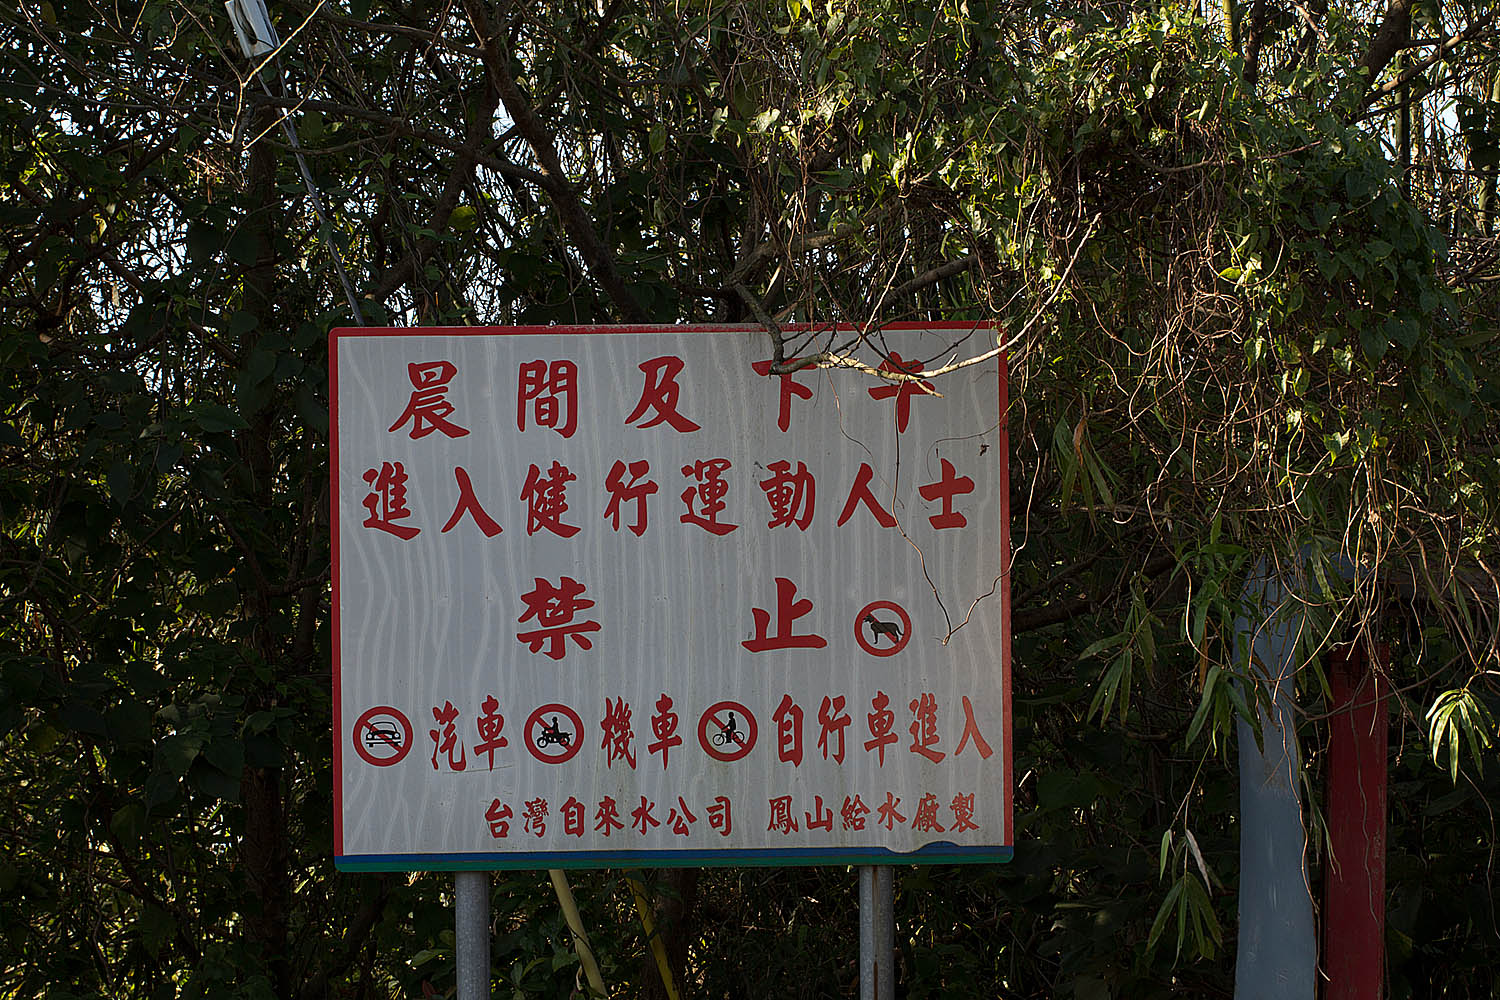 晨間及下午
進入健行運動人士
禁止
汽車 機車 自行車進入
台灣自來水公司 鳳山給水廠製